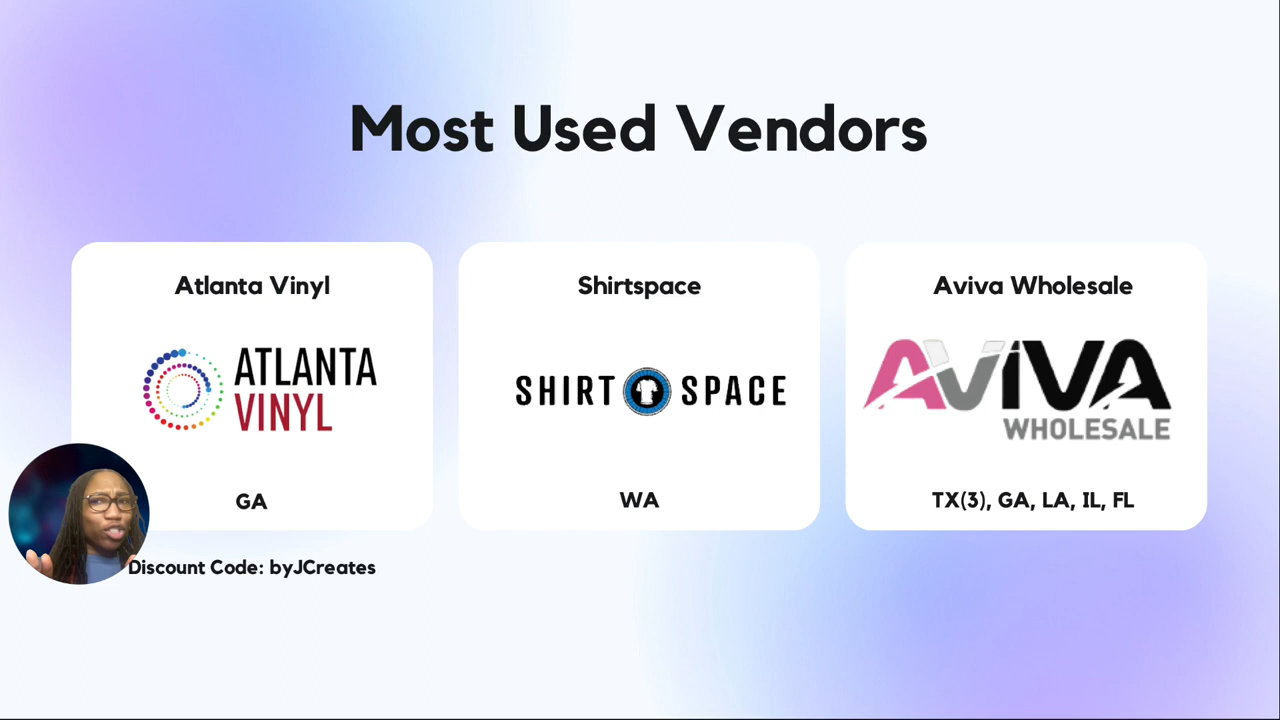 Most Used Vendors
Atlanta Vinyl
ATLANTA
VINYL
GA
Discount Code: byJCreates
Shirtspace
SHIRT SPACE
WA
Aviva Wholesale
AVIVA
WHOLESALE
TX(3), GA, LA, IL, FL